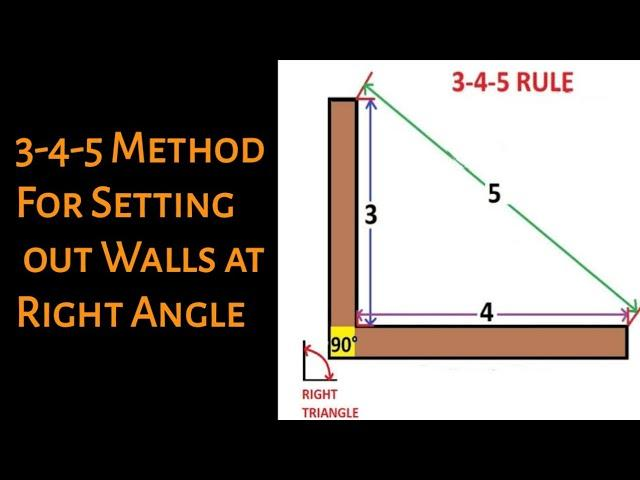 3-4-5 Method
For Setting
out Walls at
Right Angle
3-4-5 RULE
3
5
4
90°
RIGHT
TRIANGLE